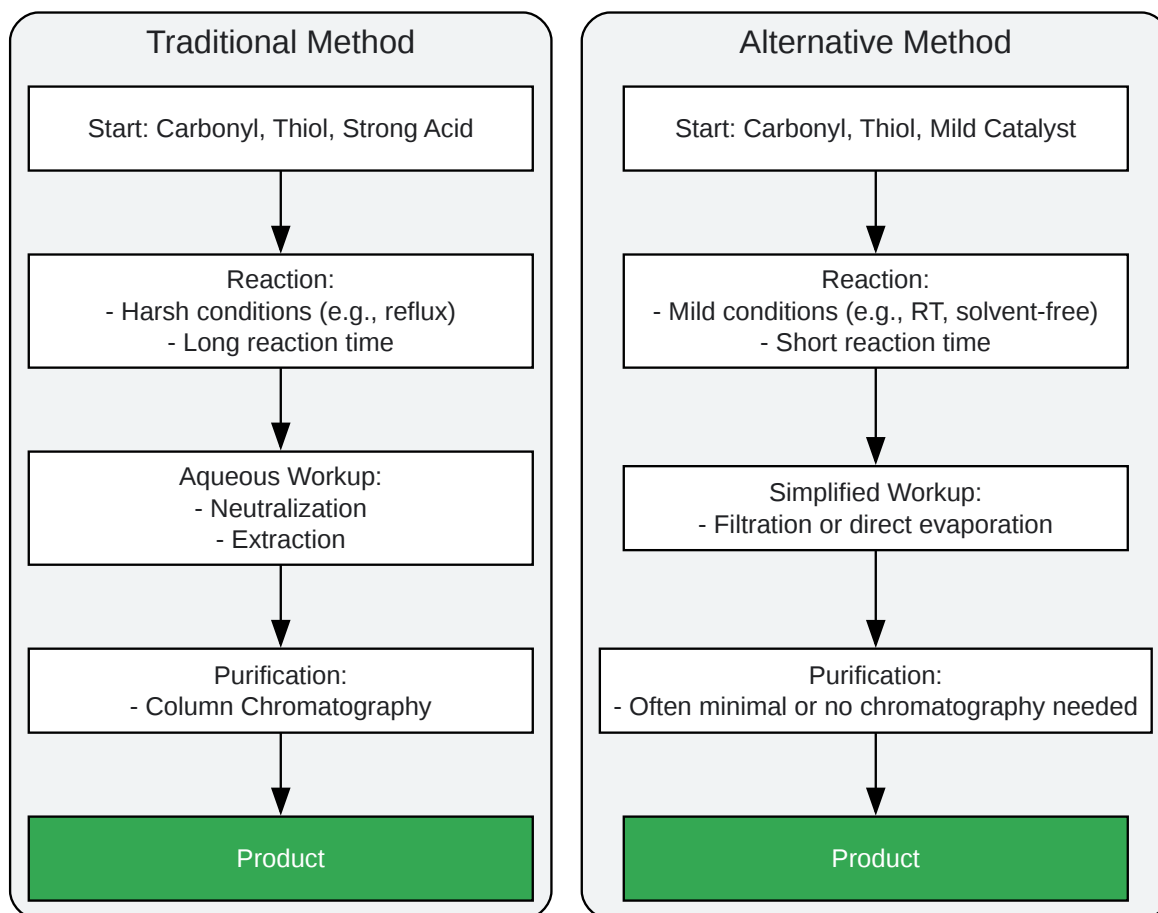 Traditional Method
Start: Carbonyl, Thiol, Strong Acid
Reaction:
- Harsh conditions (e.g., reflux)
- Long reaction time
Aqueous Workup:
- Neutralization
- Extraction
Purification:
- Column Chromatography
Product
Alternative Method
Start: Carbonyl, Thiol, Mild Catalyst
Reaction:
- Mild conditions (e.g., RT, solvent-free)
- Short reaction time
Simplified Workup:
- Filtration or direct evaporation
Purification:
- Often minimal or no chromatography needed
Product